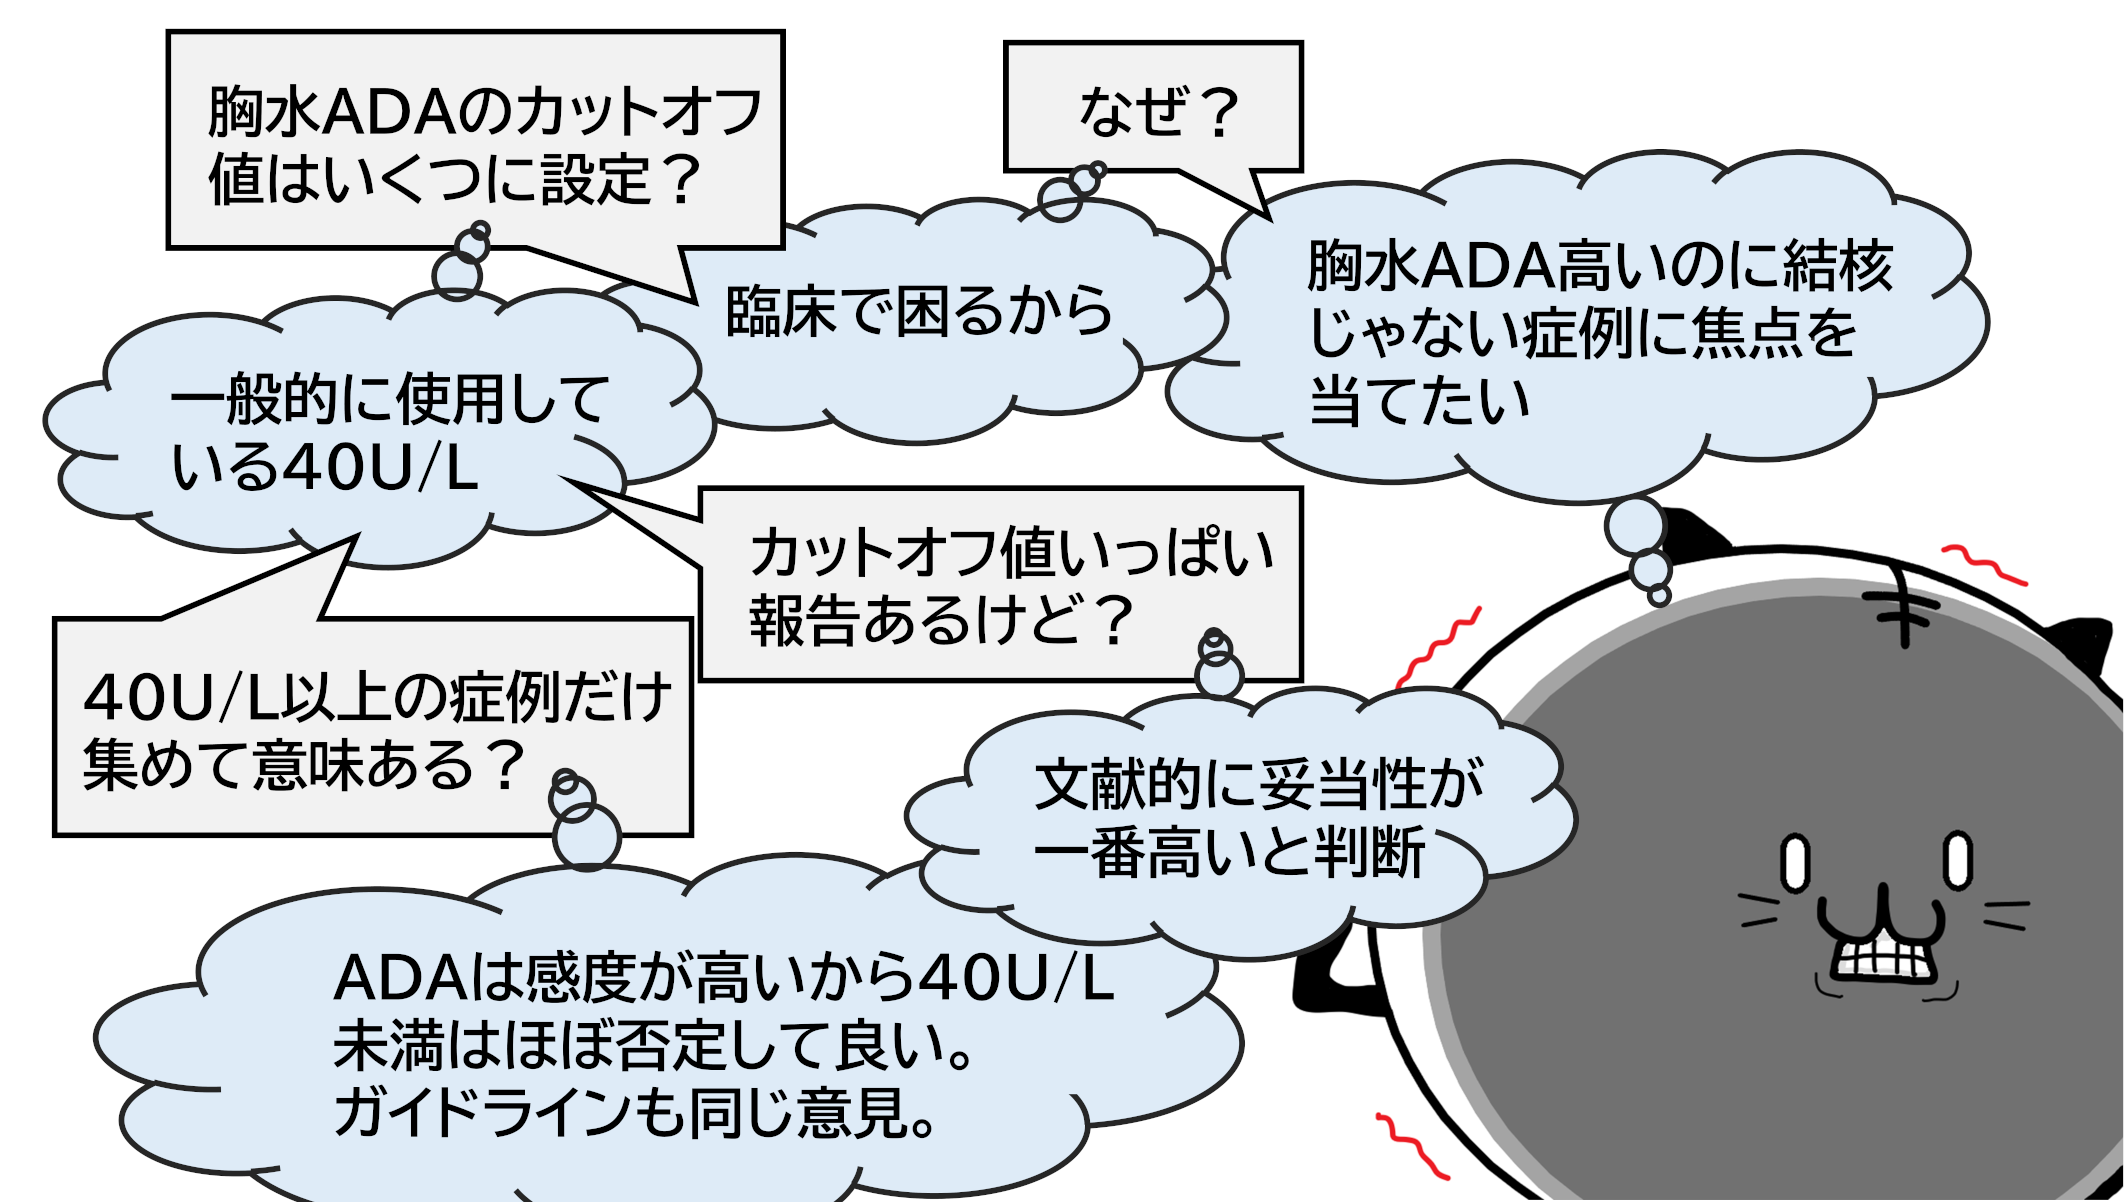 胸水ADA高いのに結核
じゃない症例に焦点を
当てたい
なぜ？
臨床で困るから
胸水ADAのカットオフ
値はいくつに設定？
一般的に使用して
いる40U/L
カットオフ値いっぱい
報告あるけど？
文献的に妥当性が
一番高いと判断
40U/L以上の症例だけ
集めて意味ある？
ADAは感度が高いから40U/L
未満はほぼ否定して良い。
ガイドラインも同じ意見。